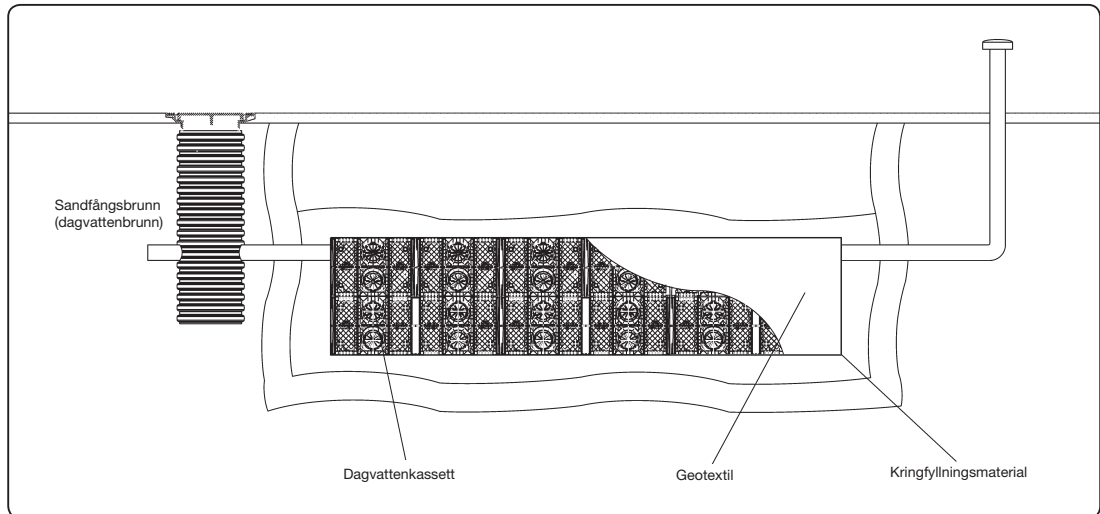 Sandfångsbrunn
(dagvattenbrunn)
Dagvattenkassett
Geotextil
Kringfyllningsmaterial